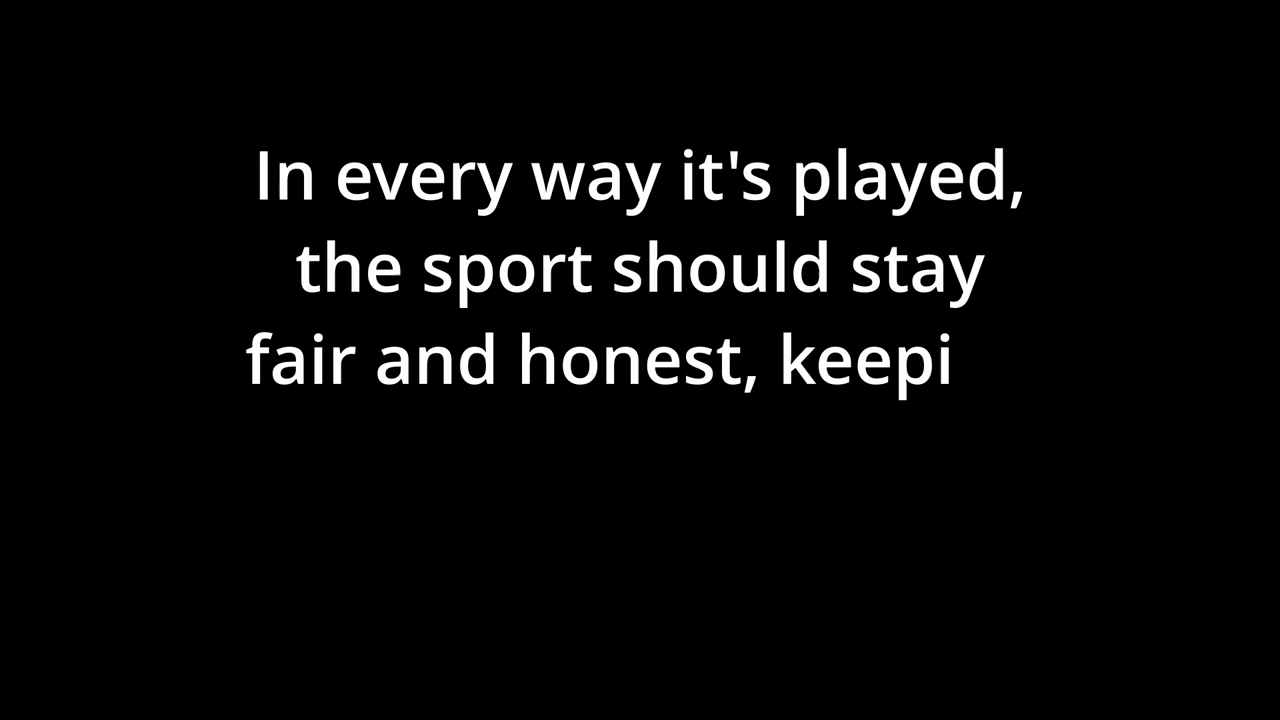 In every way it's played,
the sport should stay
fair and honest, keepi